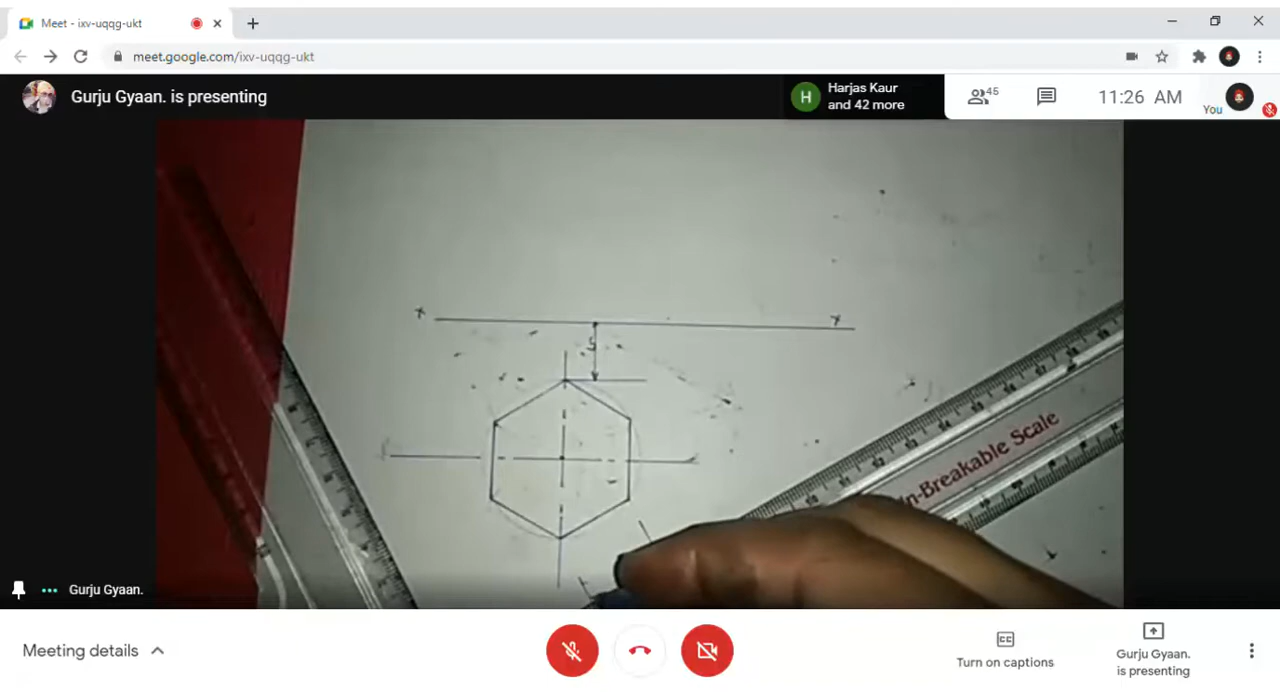 Meet - ixv-uqqg-ukt
meet.google.com/ixv-uqqg-ukt
Gurju Gyaan. is presenting
H
Harjas Kaur
and 42 more
45
11:26 AM
You
X
Y
5
n-Breakable Scale
Gurju Gyaan.
Meeting details
CC
Turn on captions
Gurju Gyaan.
is presenting